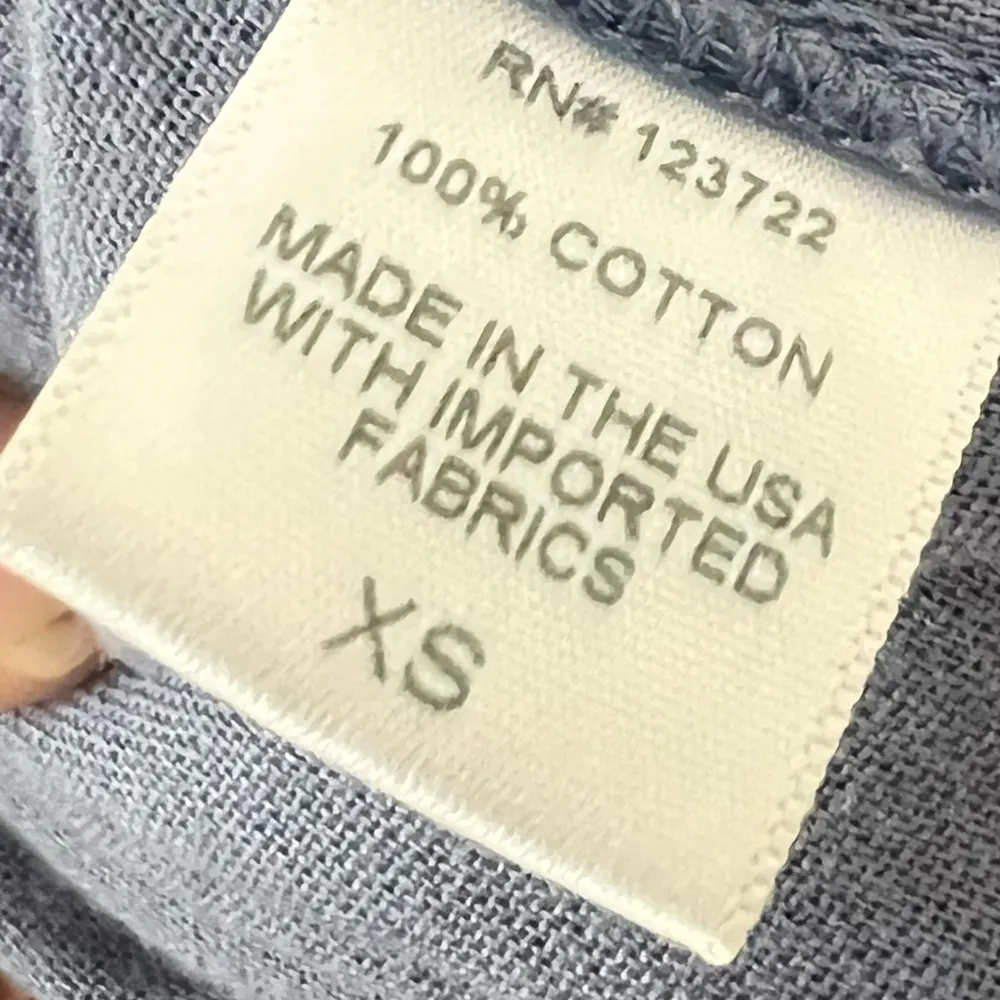 RN# 123722
100% COTTON
MADE IN THE USA
WITH IMPORTED
FABRICS
XS